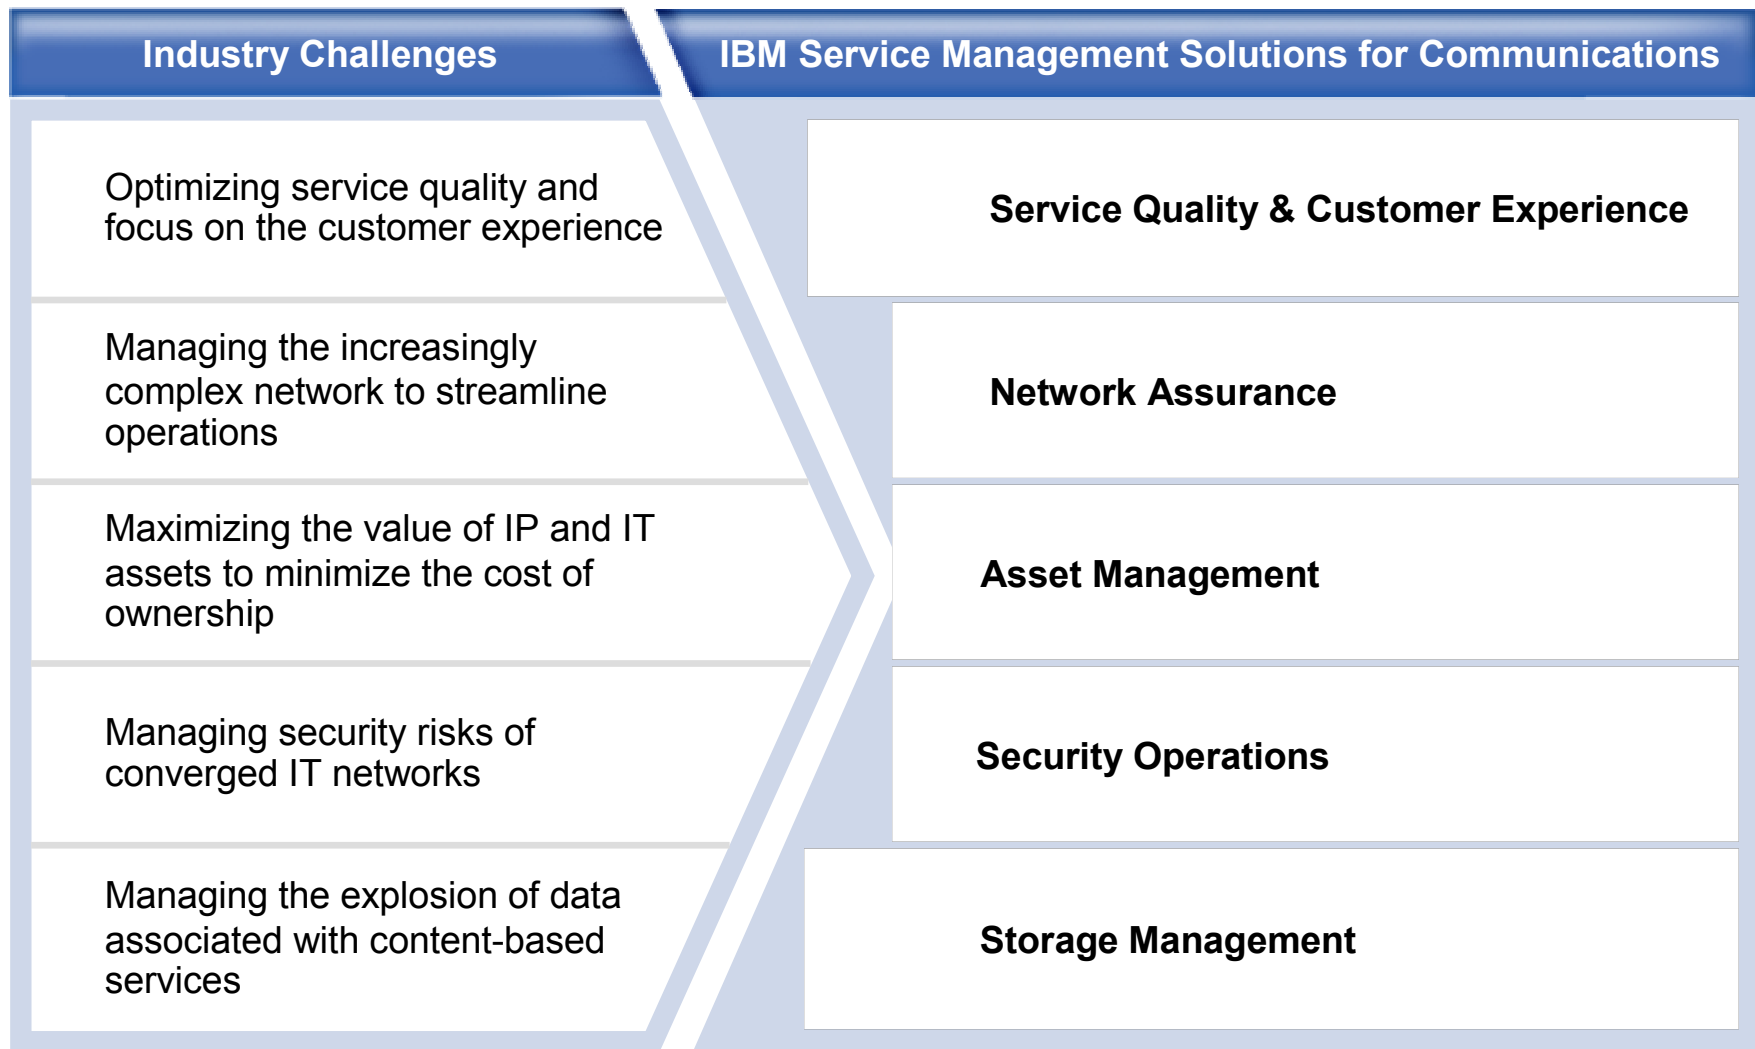 Industry Challenges
IBM Service Management Solutions for Communications
Optimizing service quality and
focus on the customer experience
Service Quality & Customer Experience
Managing the increasingly
complex network to streamline
operations
Network Assurance
Maximizing the value of IP and IT
assets to minimize the cost of
ownership
Asset Management
Managing security risks of
converged IT networks
Security Operations
Managing the explosion of data
associated with content-based
services
Storage Management